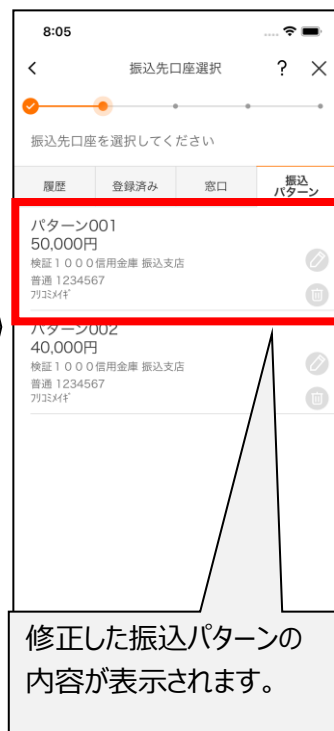 8:05
振込先口座選択 ?
振込先口座を選択してください
履歴 登録済み 窓口 振込
パターン
パターン001
50,000円
検証1000信用金庫 振込支店
普通 1234567
ﾌﾘｺﾐﾒｲｷﾞ
パターン002
40,000円
検証1000信用金庫 振込支店
普通 1234567
ﾌﾘｺﾐﾒｲｷﾞ
修正した振込パターンの
内容が表示されます。